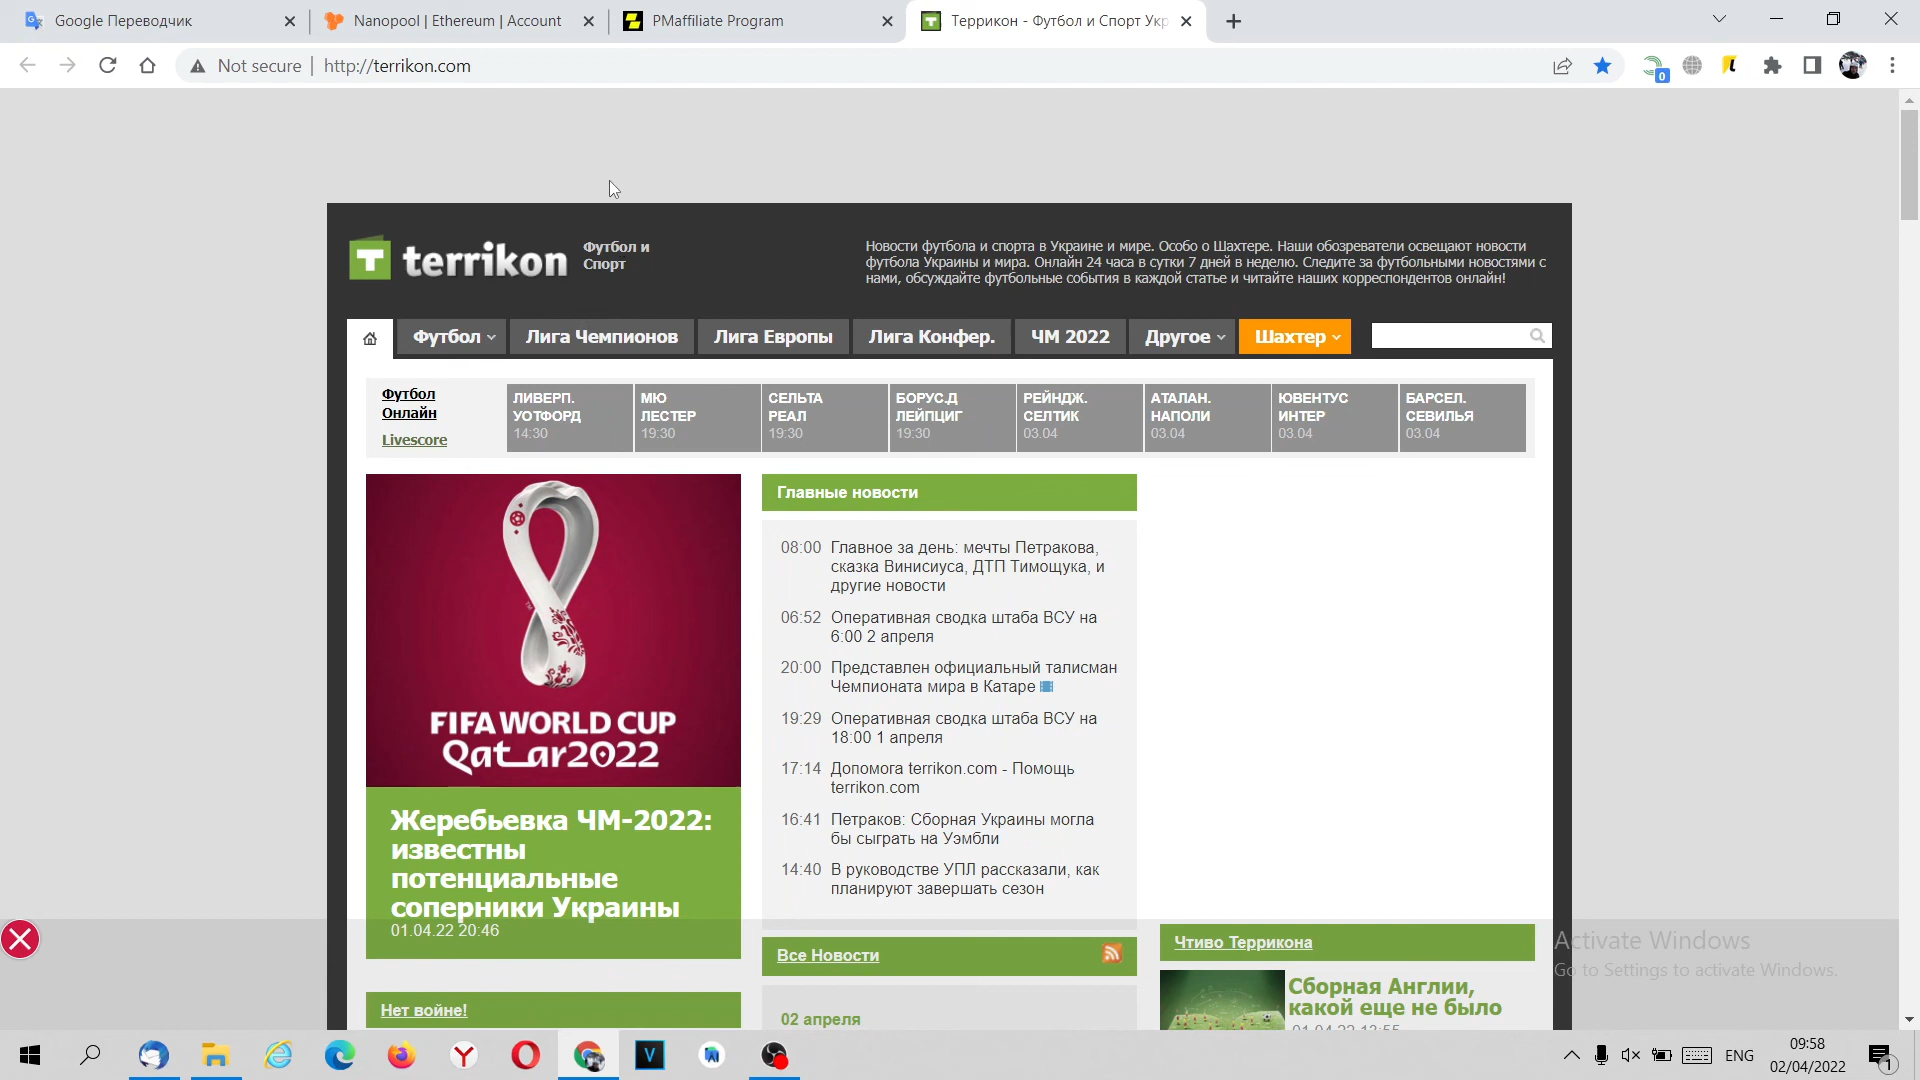 Google Переводчик
Nanopool | Ethereum | Account
PMaffiliate Program
Террикон - Футбол и Спорт Укр
Not secure
http://terrikon.com
0
terrikon
Футбол и
Спорт
Новости футбола и спорта в Украине и мире. Особо о Шахтере. Наши обозреватели освещают новости
футбола Украины и мира. Онлайн 24 часа в сутки 7 дней в неделю. Следите за футбольными новостями с
нами, обсуждайте футбольные события в каждой статье и читайте наших корреспондентов онлайн!
Футбол
Лига Чемпионов
Лига Европы
Лига Конфер.
ЧМ 2022
Другое
Шахтер
Футбол
Онлайн
Livescore
ЛИВЕРП.
УОТФОРД
14:30
МЮ
ЛЕСТЕР
19:30
СЕЛЬТА
РЕАЛ
19:30
БОРУС.Д
ЛЕЙПЦИГ
19:30
РЕЙНДЖ.
СЕЛТИК
03.04
АТАЛАН.
НАПОЛИ
03.04
ЮВЕНТУС
ИНТЕР
03.04
БАРСЕЛ.
СЕВИЛЬЯ
03.04
FIFA WORLD CUP
Qatar2022
Жеребьевка ЧМ-2022:
известны
потенциальные
соперники Украины
01.04.22 20:46
Нет войне!
Главные новости
08:00 Главное за день: мечты Петракова,
сказка Винисиуса, ДТП Тимощука, и
другие новости
06:52 Оперативная сводка штаба ВСУ на
6:00 2 апреля
20:00 Представлен официальный талисман
Чемпионата мира в Катаре
19:29 Оперативная сводка штаба ВСУ на
18:00 1 апреля
17:14 Допомога terrikon.com - Помощь
terrikon.com
16:41 Петраков: Сборная Украины могла
бы сыграть на Уэмбли
14:40 В руководстве УПЛ рассказали, как
планируют завершать сезон
Все Новости
02 апреля
Чтиво Террикона
Сборная Англии,
какой еще не было
01.04.22 13:55
Activate Windows
Go to Settings to activate Windows.
ENG
09:58
02/04/2022
1